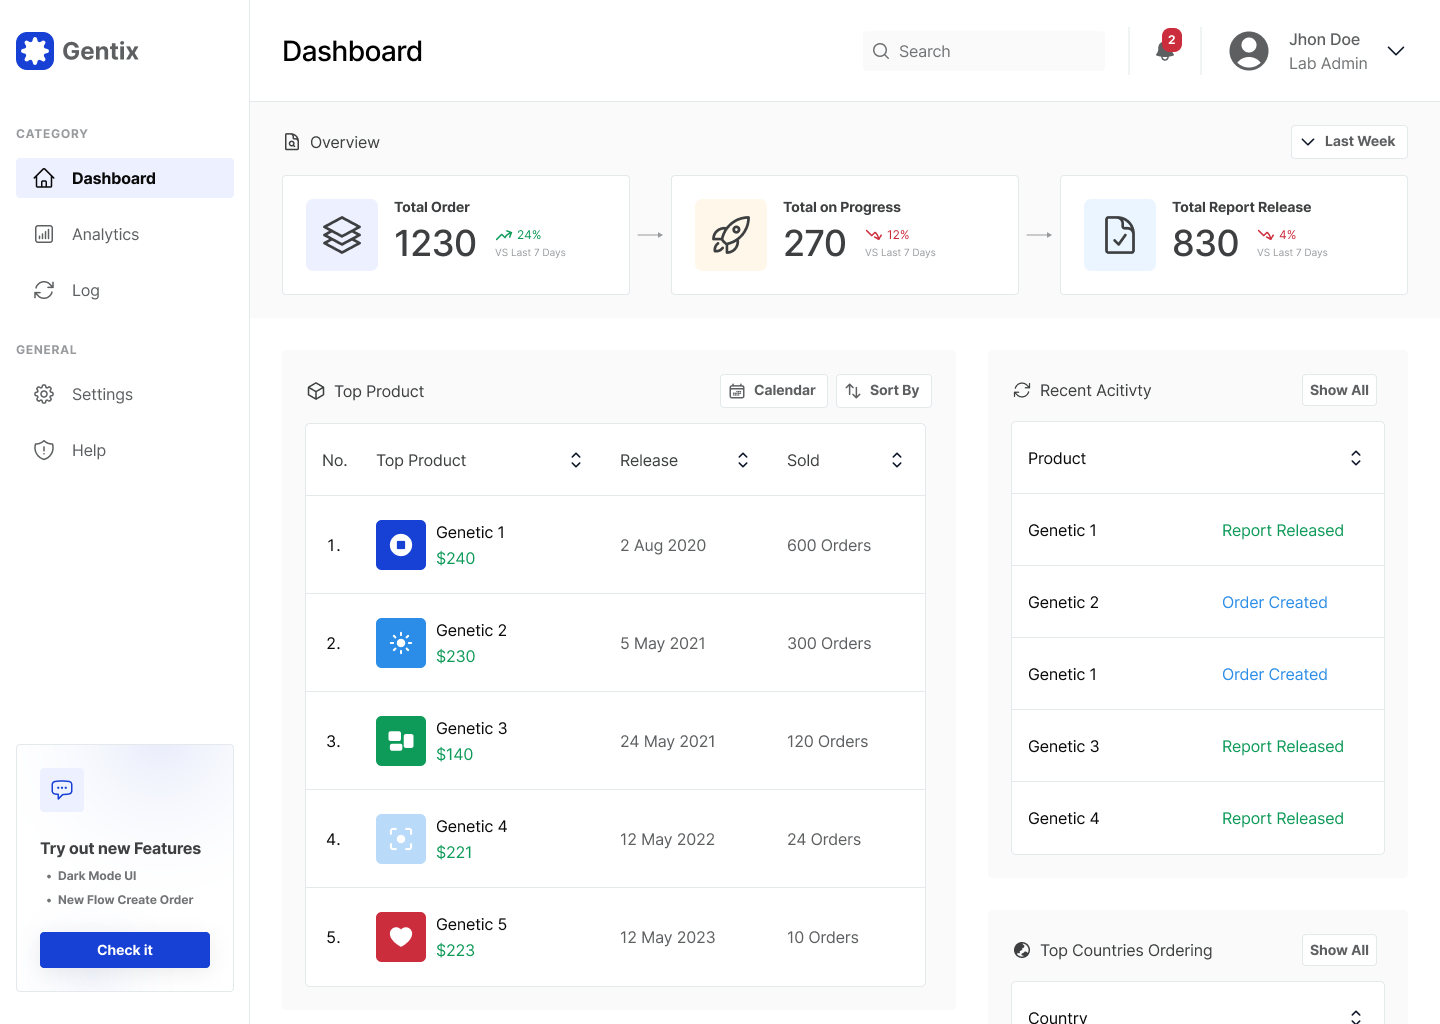 Gentix
CATEGORY
Dashboard
Analytics
Log
GENERAL
Settings
Help
Try out new Features
• Dark Mode UI
• New Flow Create Order
Check it
Dashboard
Search
2
Jhon Doe
Lab Admin
Overview
Last Week
Total Order
1230
24%
VS Last 7 Days
Total on Progress
270
12%
VS Last 7 Days
Total Report Release
830
4%
VS Last 7 Days
Top Product
Calendar
Sort By
No. Top Product Release Sold
1. Genetic 1 2 Aug 2020 600 Orders
$240
2. Genetic 2 5 May 2021 300 Orders
$230
3. Genetic 3 24 May 2021 120 Orders
$140
4. Genetic 4 12 May 2022 24 Orders
$221
5. Genetic 5 12 May 2023 10 Orders
$223
Recent Acitivty
Show All
Product
Genetic 1 Report Released
Genetic 2 Order Created
Genetic 1 Order Created
Genetic 3 Report Released
Genetic 4 Report Released
Top Countries Ordering
Show All
Country